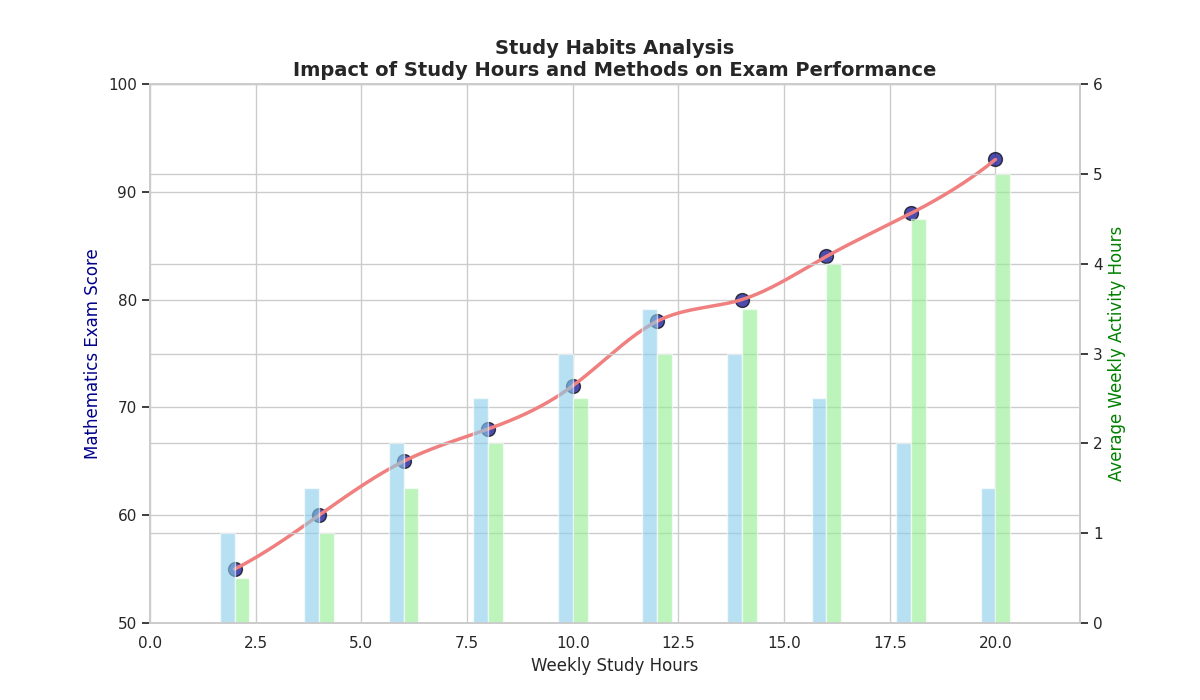 Study Habits Analysis
Impact of Study Hours and Methods on Exam Performance
Mathematics Exam Score
100
90
80
70
60
50
0.0 2.5 5.0 7.5 10.0 12.5 15.0 17.5 20.0
Weekly Study Hours
6
5
4
3
2
1
0
Average Weekly Activity Hours